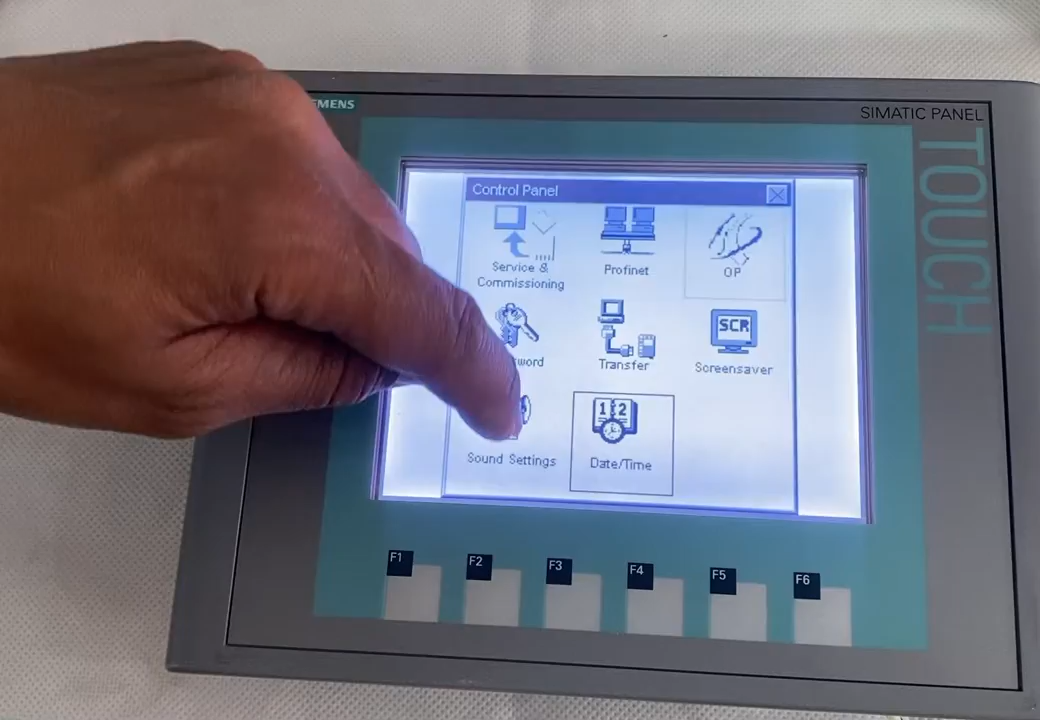 SIMATIC PANEL
TOUCH
Control Panel
Service &
Commissioning
Profinet
OP
Transfer
SCR
Screensaver
Sound Settings
12
Date/Time
F1
F2
F3
F4
F5
F6